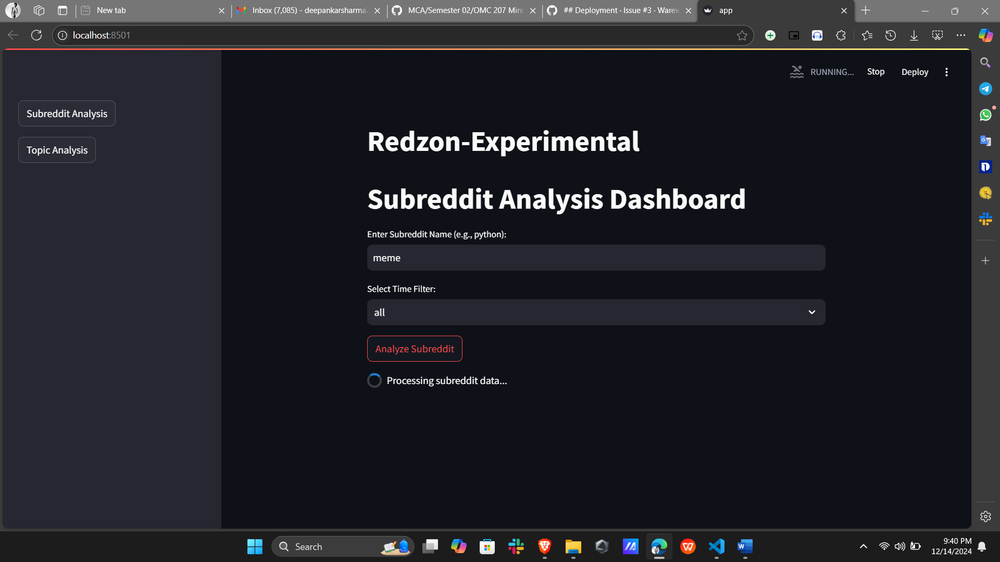 New tab
Inbox (7,085) - deepankarsharma
MCA/Semester 02/OMC 207 Mini
## Deployment · Issue #3 · Warew
app
localhost:8501
RUNNING...
Stop
Deploy
Subreddit Analysis
Topic Analysis
Redzon-Experimental
Subreddit Analysis Dashboard
Enter Subreddit Name (e.g., python):
meme
Select Time Filter:
all
Analyze Subreddit
Processing subreddit data...
Search
9:40 PM
12/14/2024